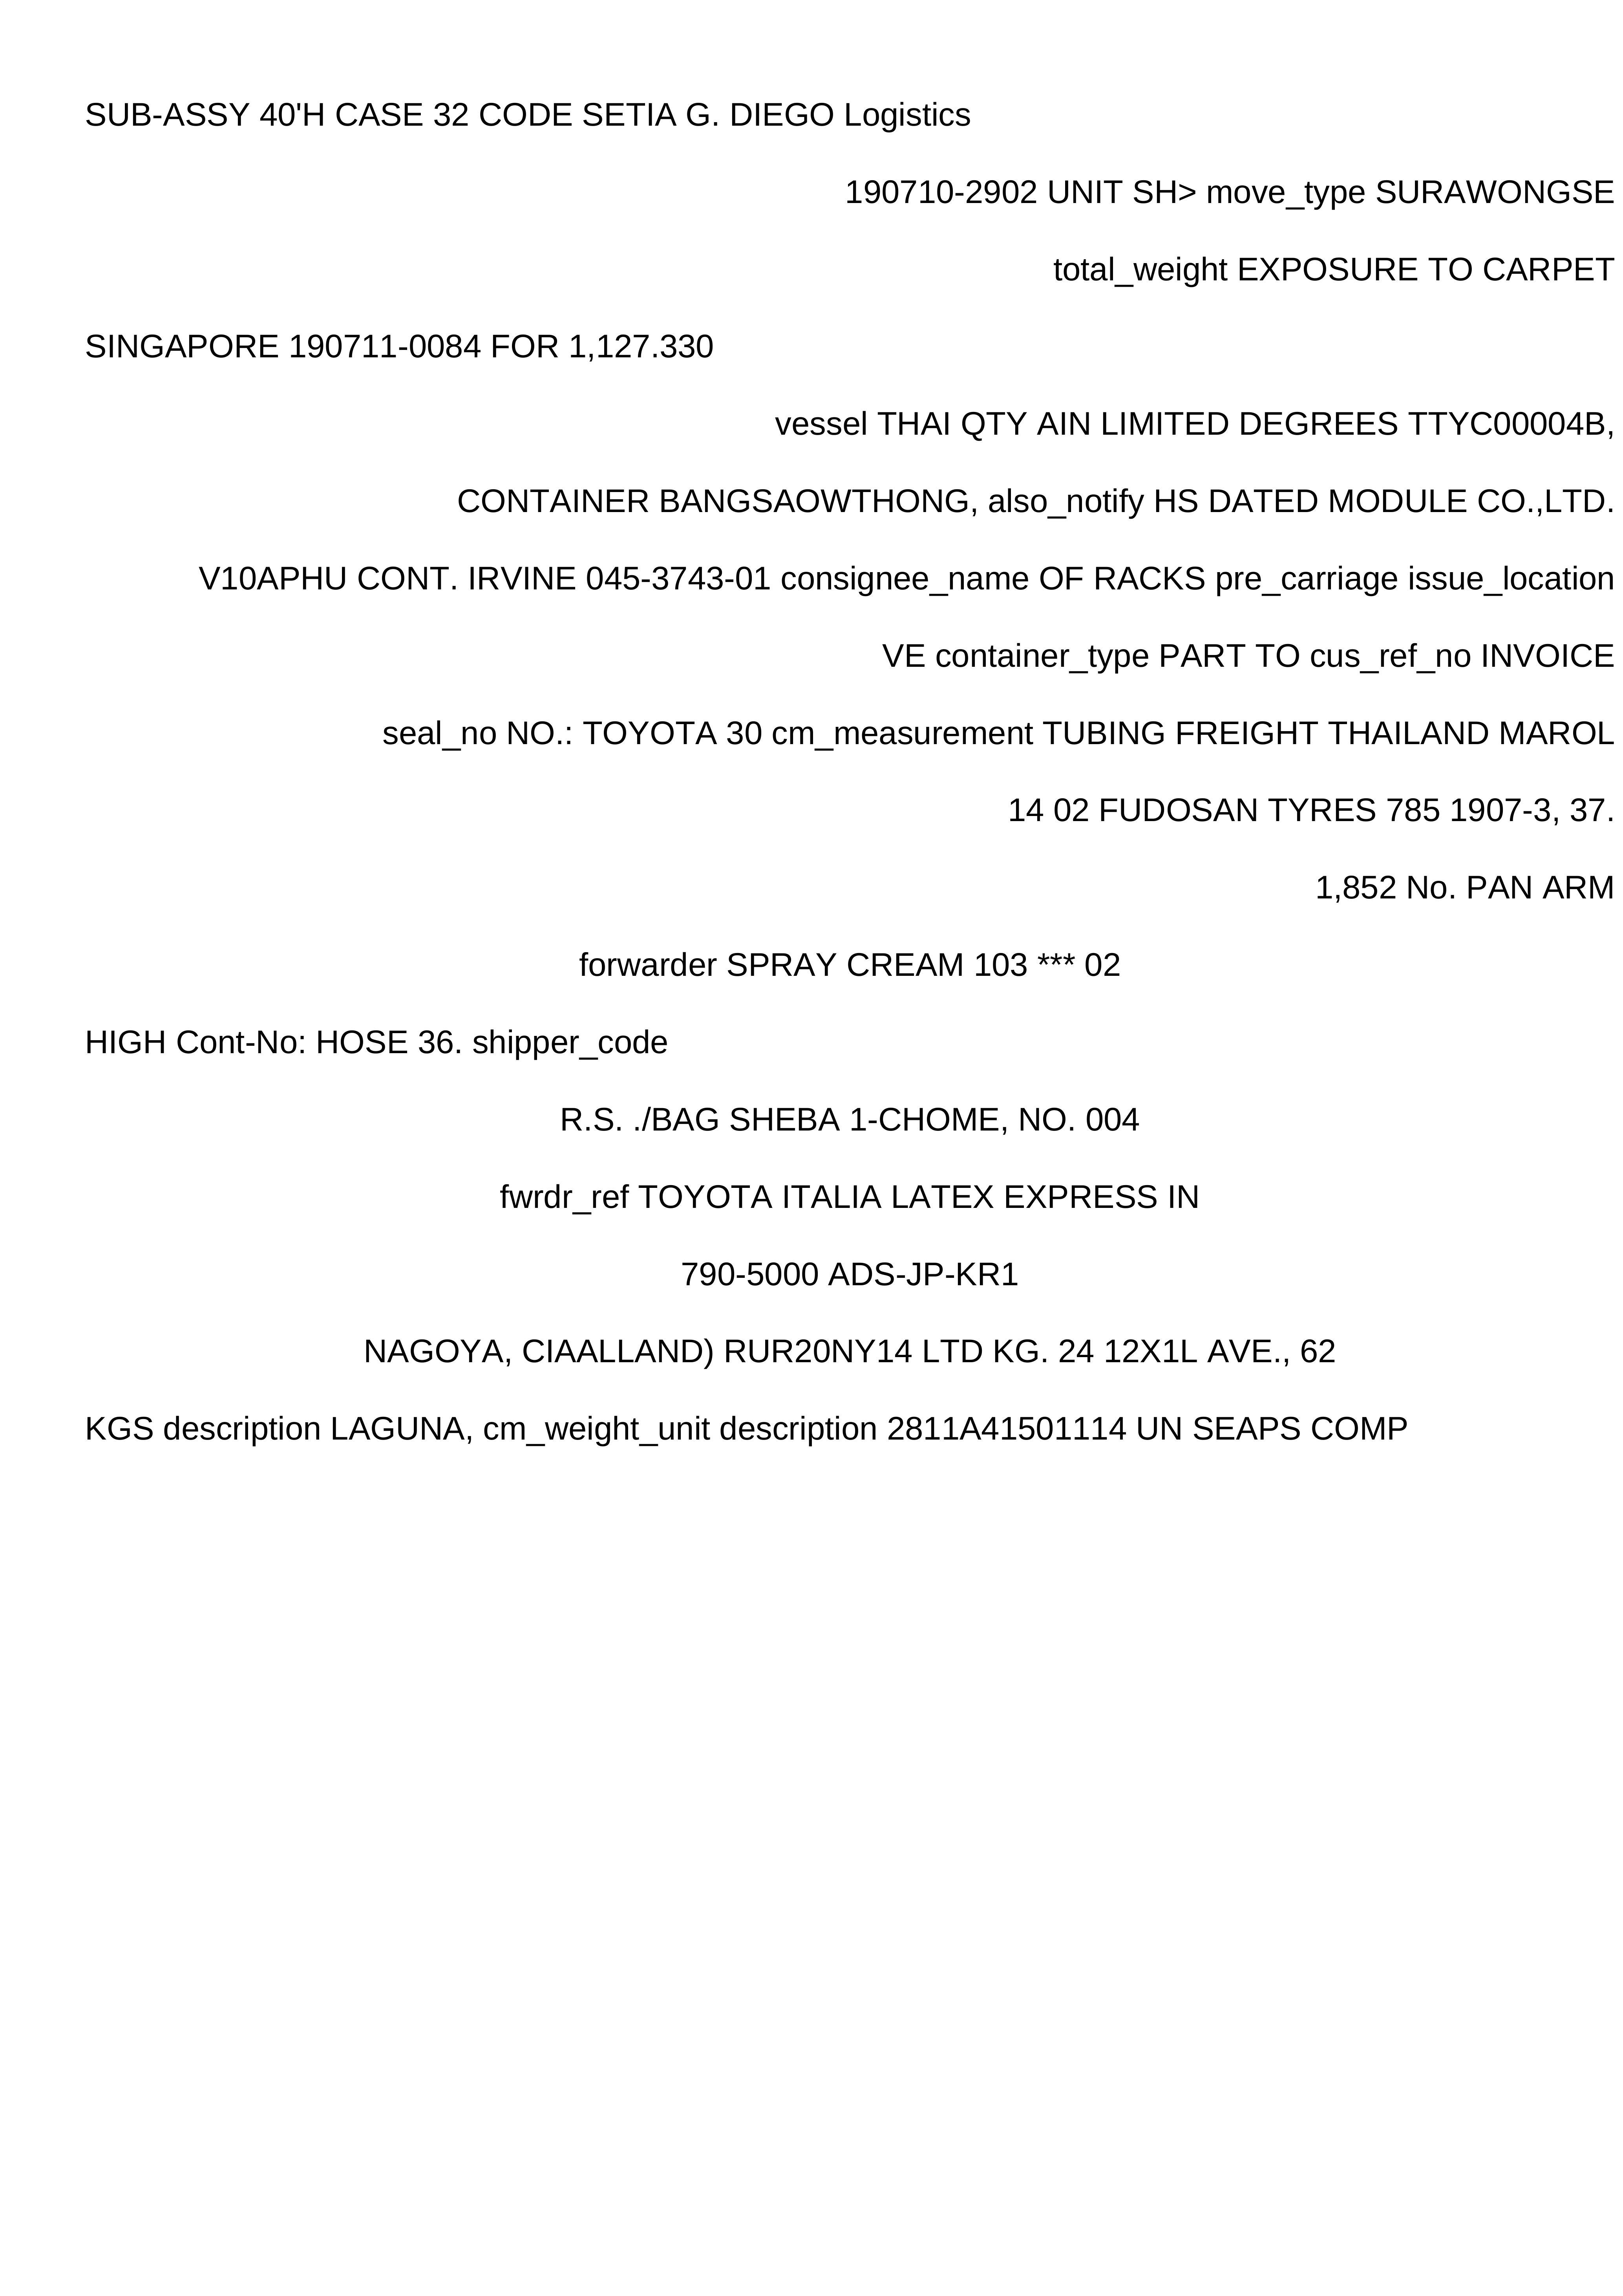 SUB-ASSY 40'H CASE 32 CODE SETIA G. DIEGO Logistics
190710-2902 UNIT SH> move_type SURAWONGSE
total_weight EXPOSURE TO CARPET
SINGAPORE 190711-0084 FOR 1,127.330
vessel THAI QTY AIN LIMITED DEGREES TTYC00004B,
CONTAINER BANGSAOWTHONG, also_notify HS DATED MODULE CO.,LTD.
V10APHU CONT. IRVINE 045-3743-01 consignee_name OF RACKS pre_carriage issue_location
VE container_type PART TO cus_ref_no INVOICE
seal_no NO.: TOYOTA 30 cm_measurement TUBING FREIGHT THAILAND MAROL
14 02 FUDOSAN TYRES 785 1907-3, 37.
1,852 No. PAN ARM
forwarder SPRAY CREAM 103 *** 02
HIGH Cont-No: HOSE 36. shipper_code
R.S. ./BAG SHEBA 1-CHOME, NO. 004
fwrdr_ref TOYOTA ITALIA LATEX EXPRESS IN
790-5000 ADS-JP-KR1
NAGOYA, CIAALLAND) RUR20NY14 LTD KG. 24 12X1L AVE., 62
KGS description LAGUNA, cm_weight_unit description 2811A41501114 UN SEAPS COMP